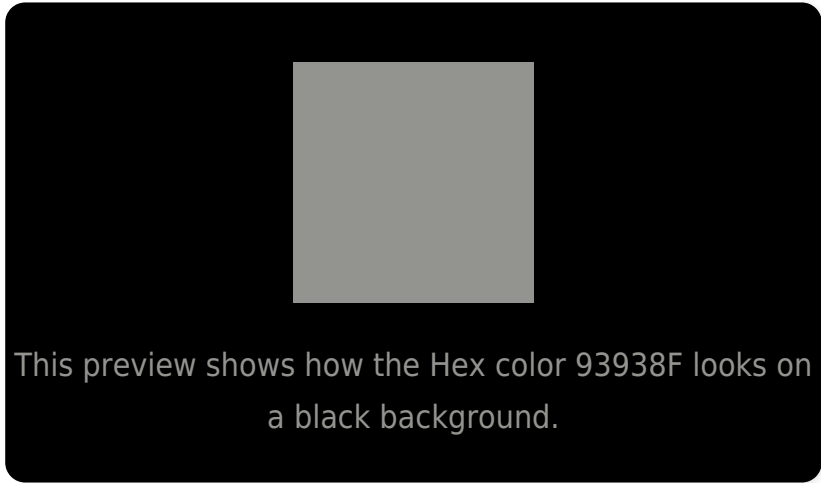 This preview shows how the Hex color 93938F looks on
a black background.